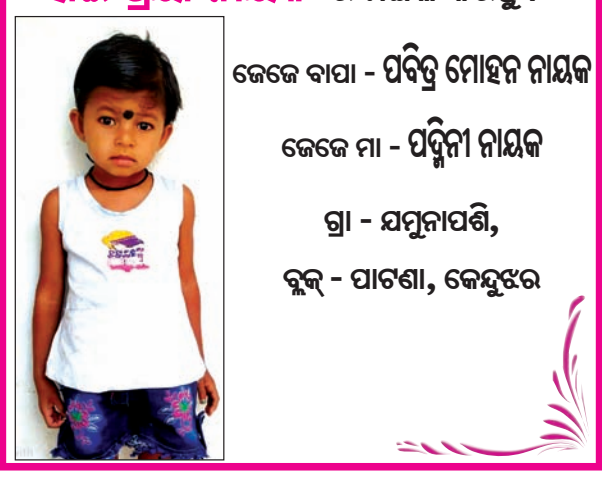 ଜେଜେ ବାପା - ପବିତ୍ର ମୋହନ ନାୟକ
ଜେଜେ ମା - ପଦ୍ମିନୀ ନାୟକ
ଗ୍ରା - ଯମୁନାପଶି,
ବ୍ଲକ୍ - ପାଟଣା, କେନ୍ଦୁଝର